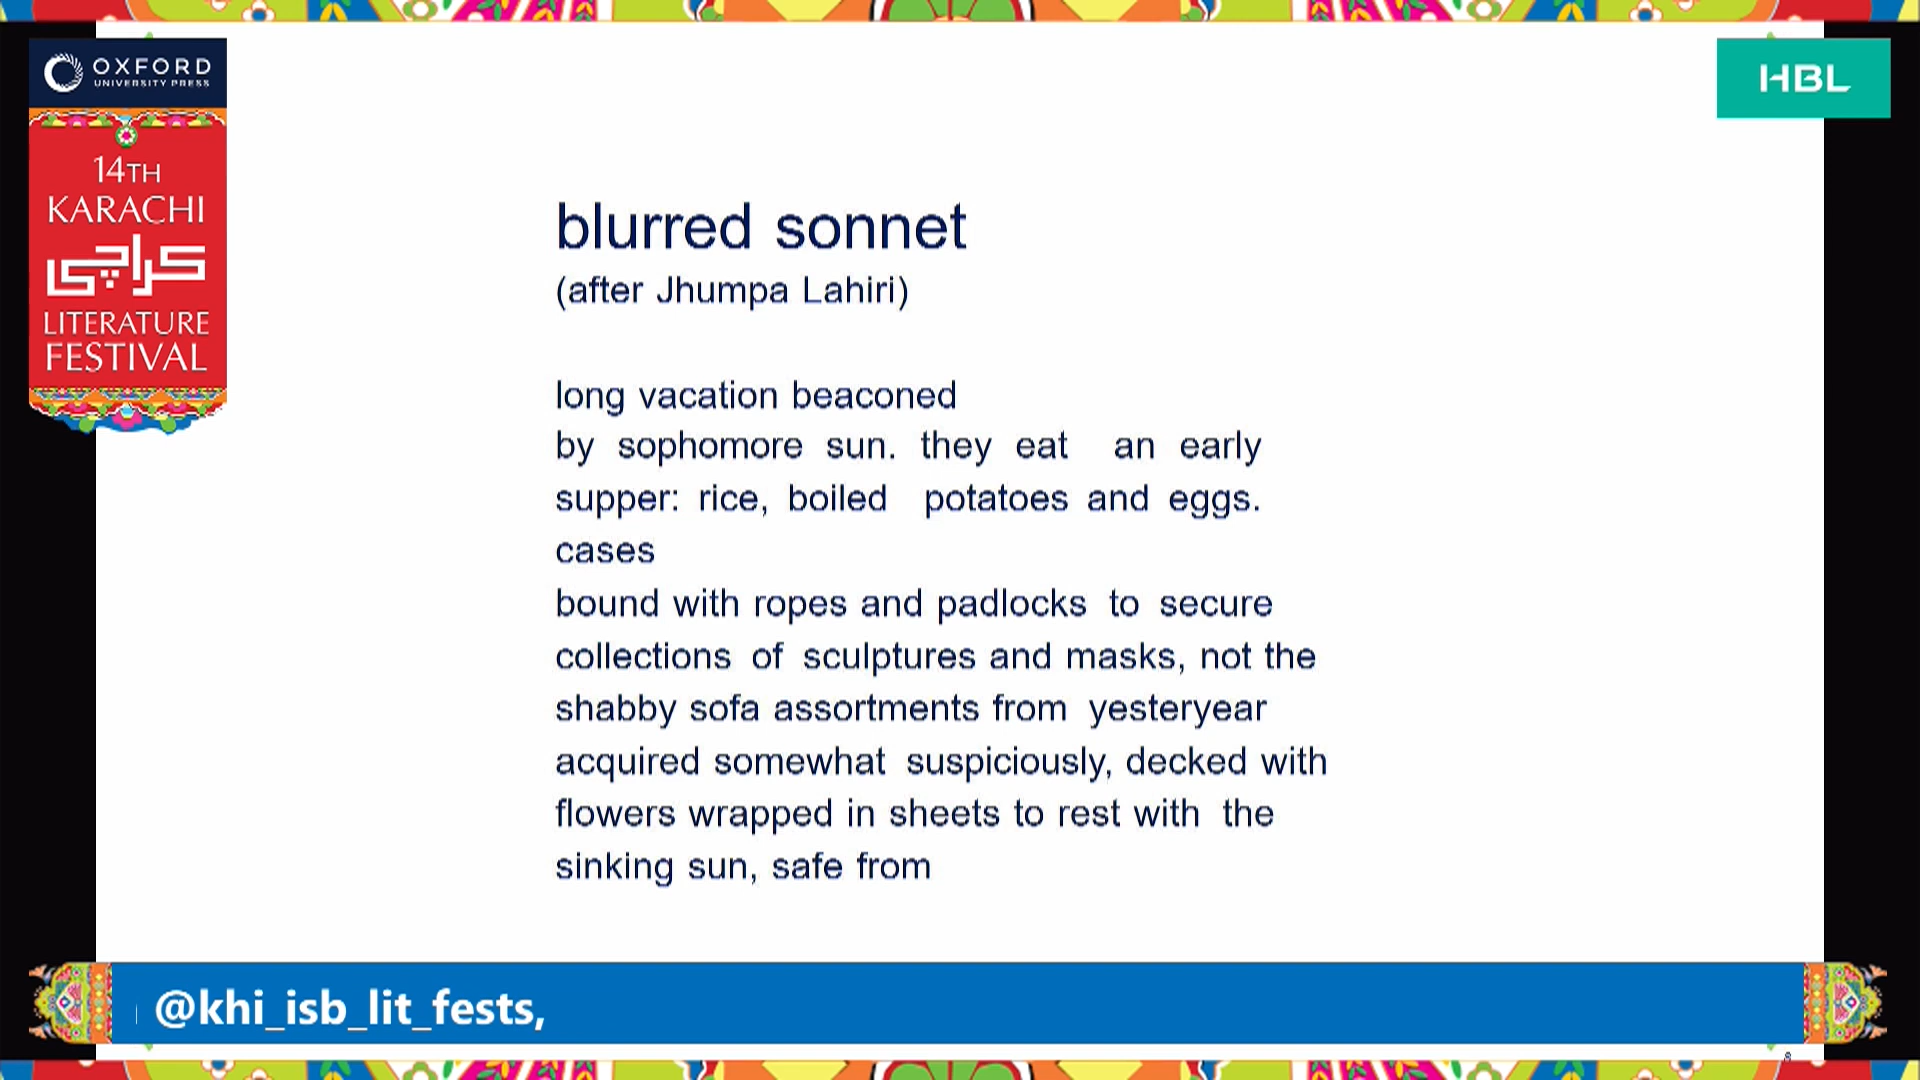 OXFORD
UNIVERSITY PRESS
14TH
KARACHI
کراچی
LITERATURE
FESTIVAL
HBL
blurred sonnet
(after Jhumpa Lahiri)
long vacation beaconed
by sophomore sun. they eat an early
supper: rice, boiled potatoes and eggs.
cases
bound with ropes and padlocks to secure
collections of sculptures and masks, not the
shabby sofa assortments from yesteryear
acquired somewhat suspiciously, decked with
flowers wrapped in sheets to rest with the
sinking sun, safe from
@khi_isb_lit_fests,
8